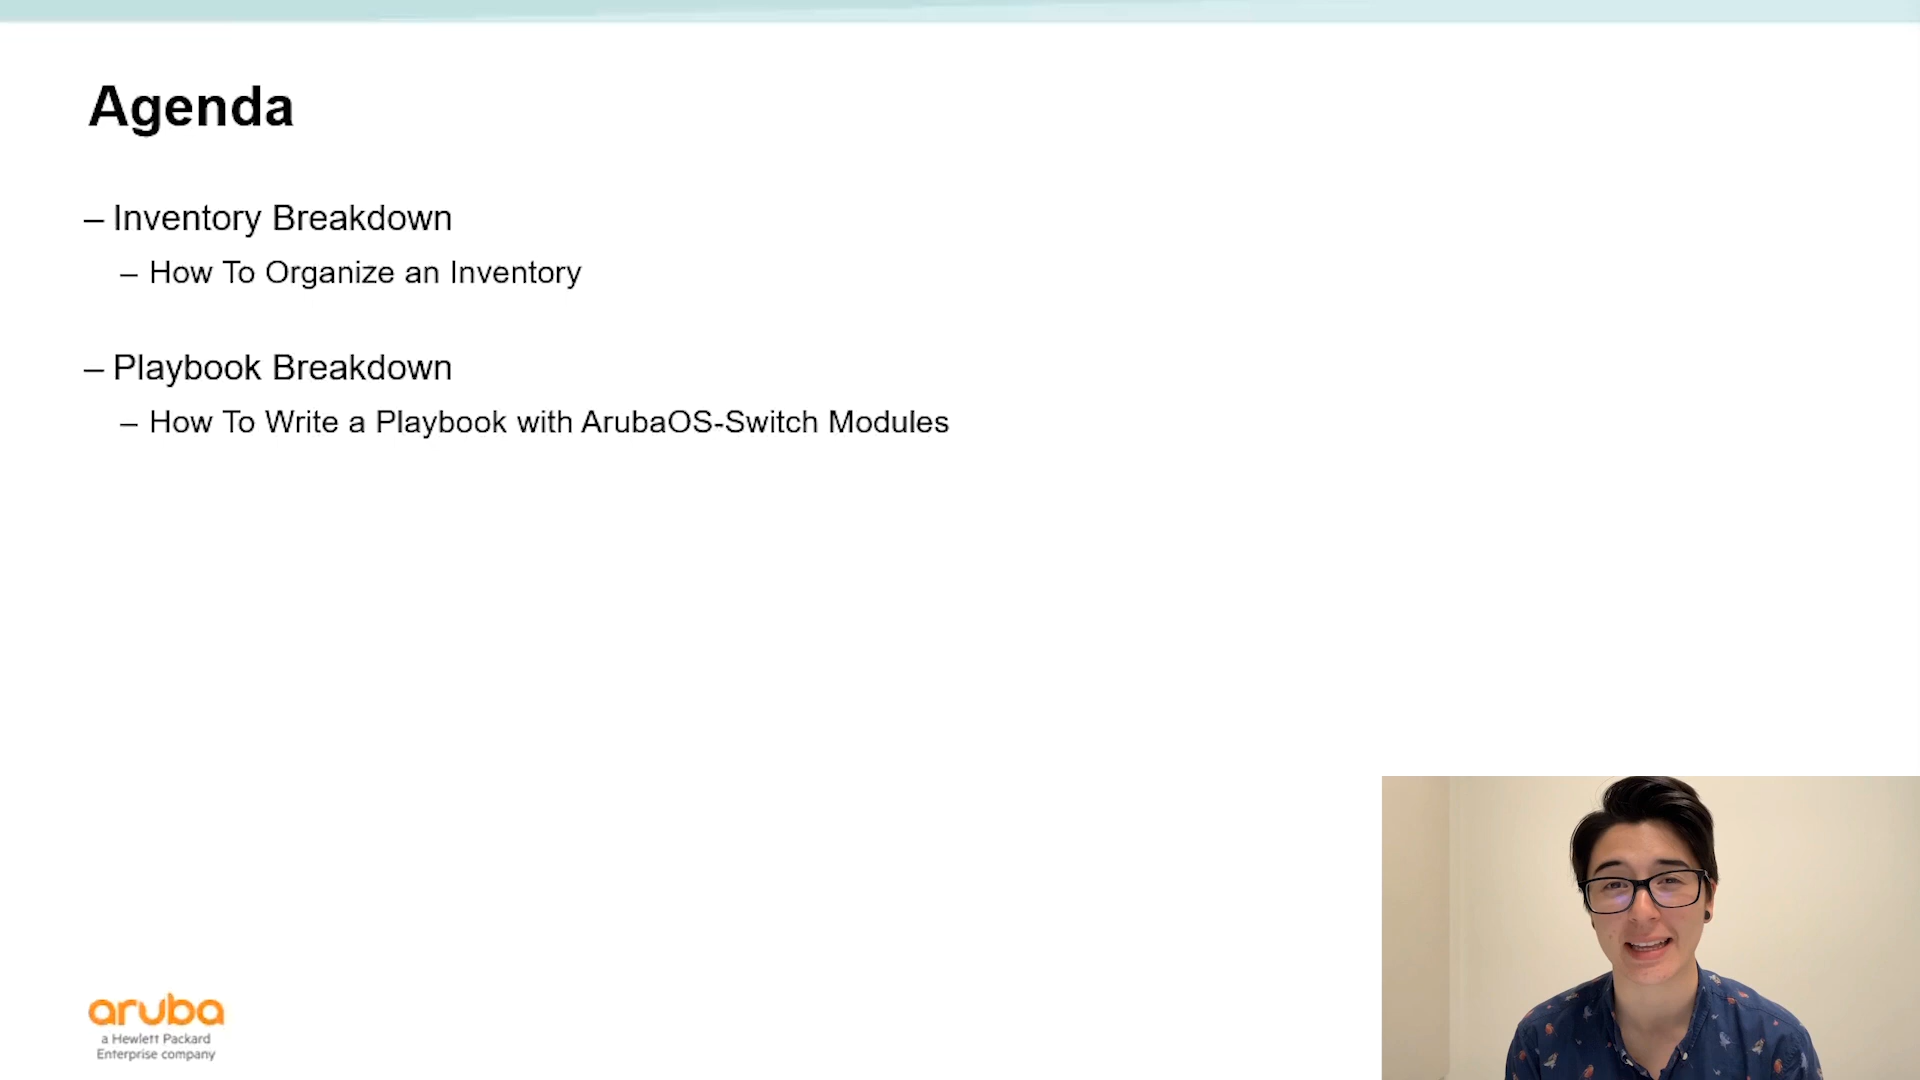 Agenda
– Inventory Breakdown
– How To Organize an Inventory
– Playbook Breakdown
– How To Write a Playbook with ArubaOS-Switch Modules
aruba
a Hewlett Packard
Enterprise company